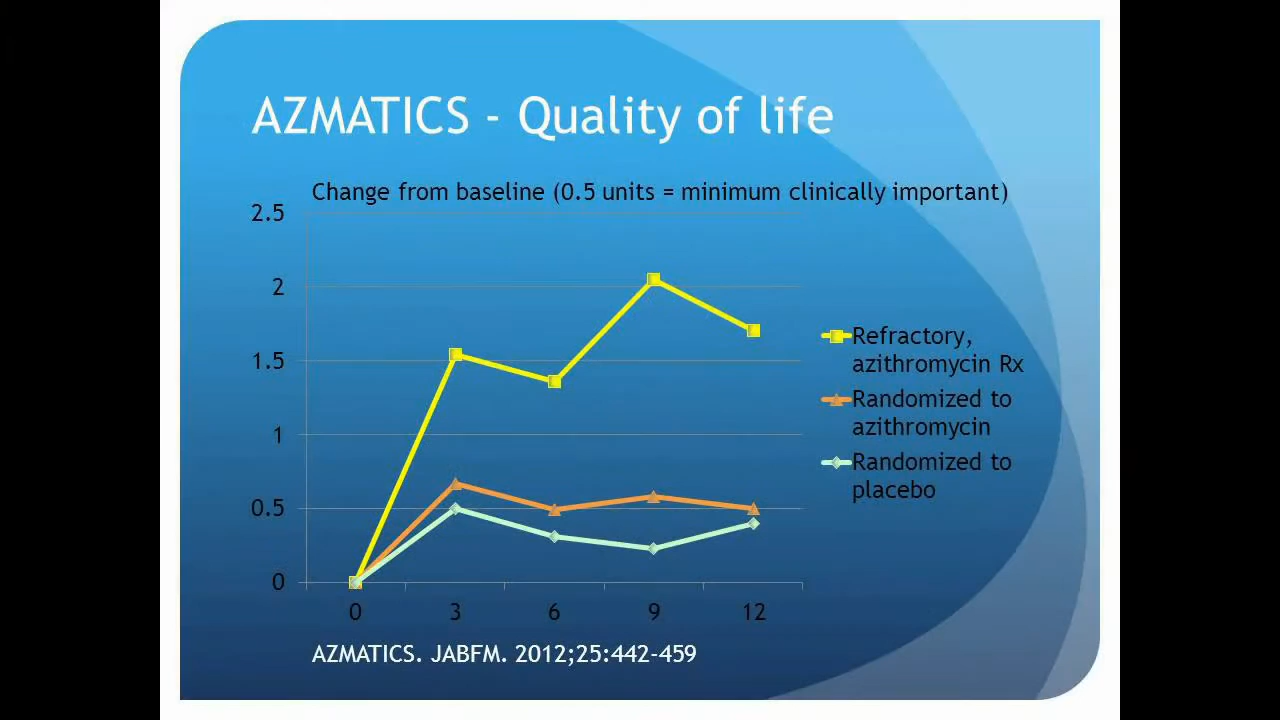 AZMATICS - Quality of life
Change from baseline (0.5 units = minimum clinically important)
2.5
2
1.5
1
0.5
0
0 3 6 9 12
Refractory,
azithromycin Rx
Randomized to
azithromycin
Randomized to
placebo
AZMATICS. JABFM. 2012;25:442-459